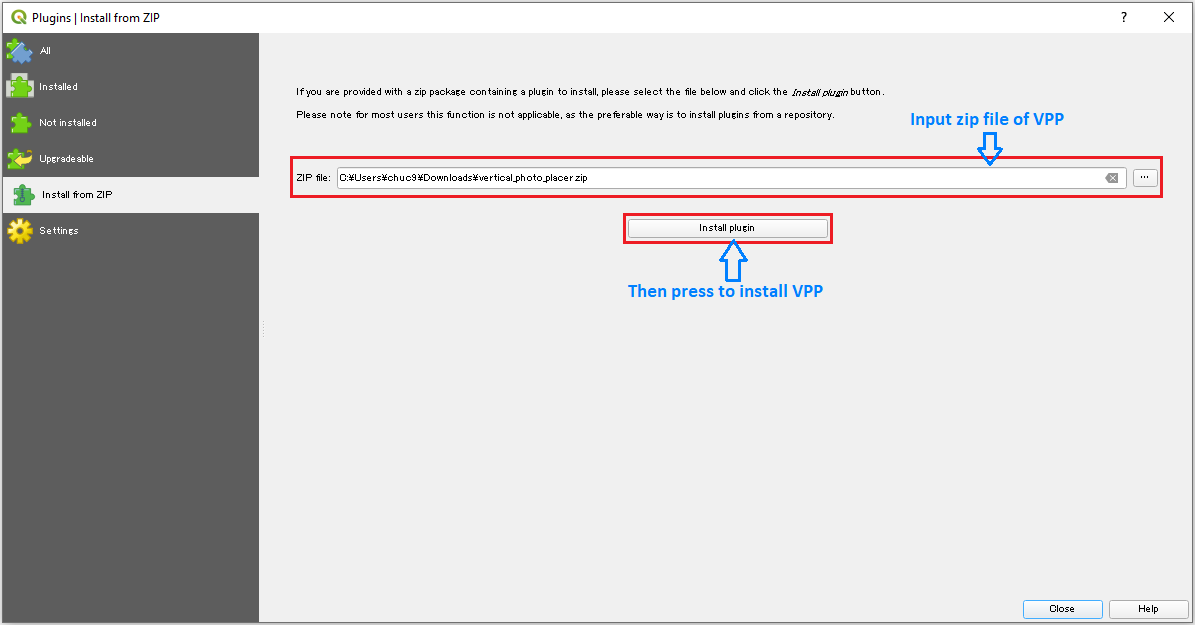 Plugins | Install from ZIP
?
All
Installed
Not installed
Upgradeable
Install from ZIP
Settings
If you are provided with a zip package containing a plugin to install, please select the file below and click the Install plugin button.
Please note for most users this function is not applicable, as the preferable way is to install plugins from a repository.
Input zip file of VPP
ZIP file: C:¥Users¥chuc9¥Downloads¥vertical_photo_placer.zip
...
Install plugin
Then press to install VPP
Close Help